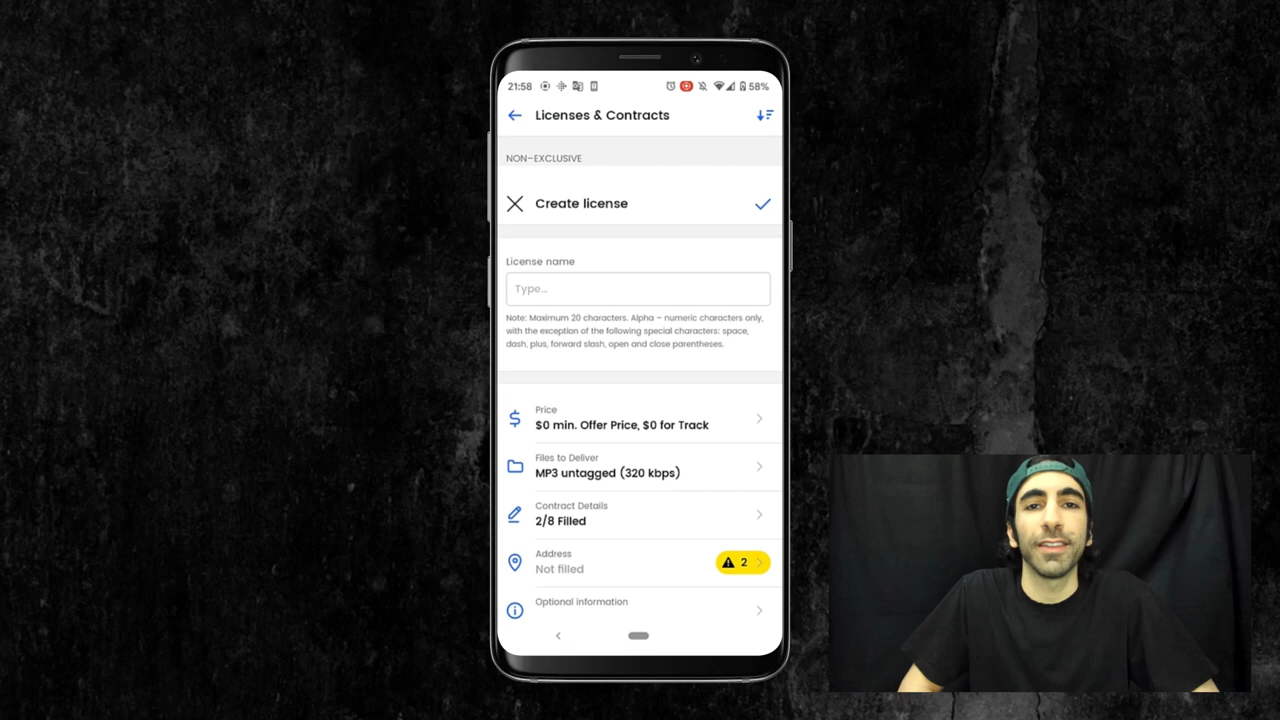 21:58
58%
Licenses & Contracts
NON-EXCLUSIVE
Create license
License name
Type...
Note: Maximum 20 characters. Alpha - numeric characters only,
with the exception of the following special characters: space,
dash, plus, forward slash, open and close parentheses.
Price
$0 min. Offer Price, $0 for Track
Files to Deliver
MP3 untagged (320 kbps)
Contract Details
2/8 Filled
Address
Not filled
2
Optional information